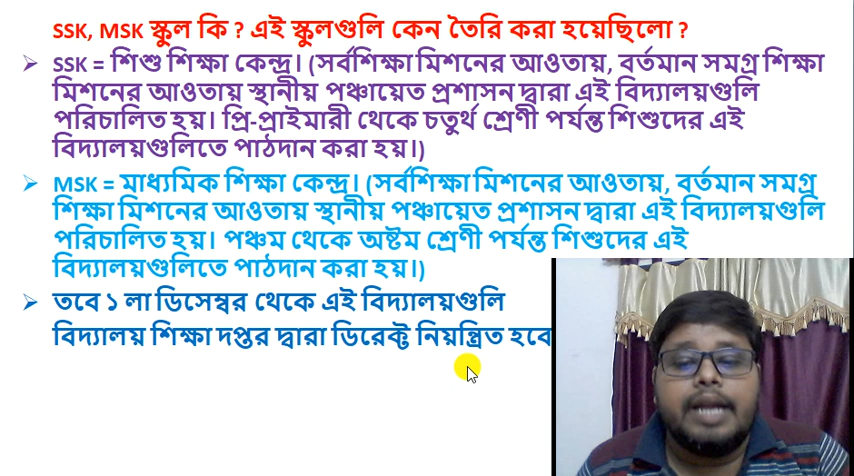 SSK, MSK স্কুল কি ? এই স্কুলগুলি কেন তৈরি করা হয়েছিলো ?
SSK = শিশু শিক্ষা কেন্দ্র। (সর্বশিক্ষা মিশনের আওতায়, বর্তমান সমগ্র শিক্ষা
মিশনের আওতায় স্থানীয় পঞ্চায়েত প্রশাসন দ্বারা এই বিদ্যালয়গুলি
পরিচালিত হয়। প্রি-প্রাইমারী থেকে চতুর্থ শ্রেণী পর্যন্ত শিশুদের এই
বিদ্যালয়গুলিতে পাঠদান করা হয়।)
MSK = মাধ্যমিক শিক্ষা কেন্দ্র। (সর্বশিক্ষা মিশনের আওতায়, বর্তমান সমগ্র
শিক্ষা মিশনের আওতায় স্থানীয় পঞ্চায়েত প্রশাসন দ্বারা এই বিদ্যালয়গুলি
পরিচালিত হয়। পঞ্চম থেকে অষ্টম শ্রেণী পর্যন্ত শিশুদের এই
বিদ্যালয়গুলিতে পাঠদান করা হয়।)
তবে ১ লা ডিসেম্বর থেকে এই বিদ্যালয়গুলি
বিদ্যালয় শিক্ষা দপ্তর দ্বারা ডিরেক্ট নিয়ন্ত্রিত হবে